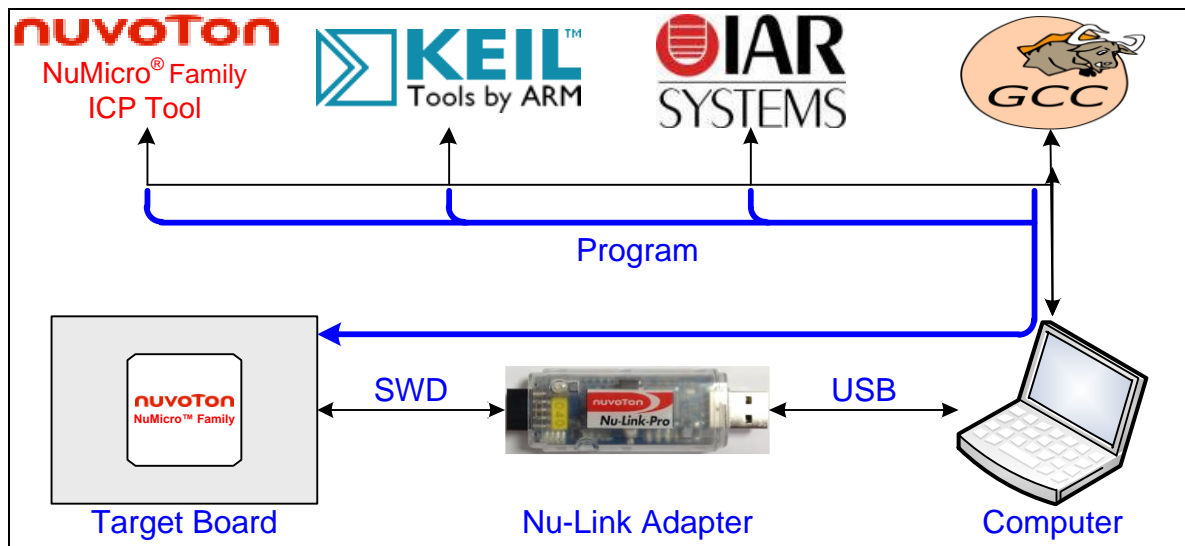 nuvoTon
NuMicro® Family
ICP Tool
KEIL™
Tools by ARM
IAR
SYSTEMS
GCC
Program
nuvoTon
NuMicro™ Family
SWD
nuvoTon
Nu-Link-Pro
USB
Target Board
Nu-Link Adapter
Computer